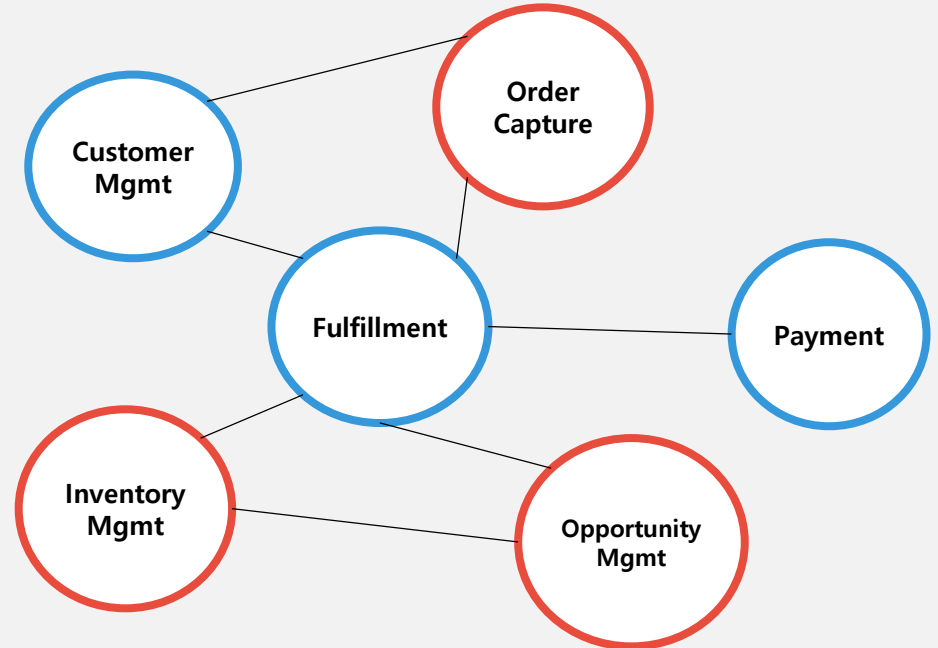 Order
Capture
Customer
Mgmt
Fulfillment
Payment
Inventory
Mgmt
Opportunity
Mgmt